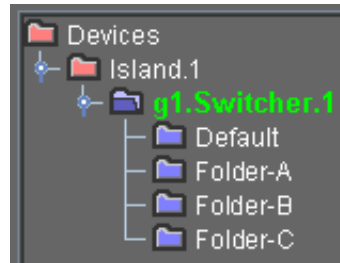 Devices
Island.1
g1.Switcher.1
Default
Folder-A
Folder-B
Folder-C